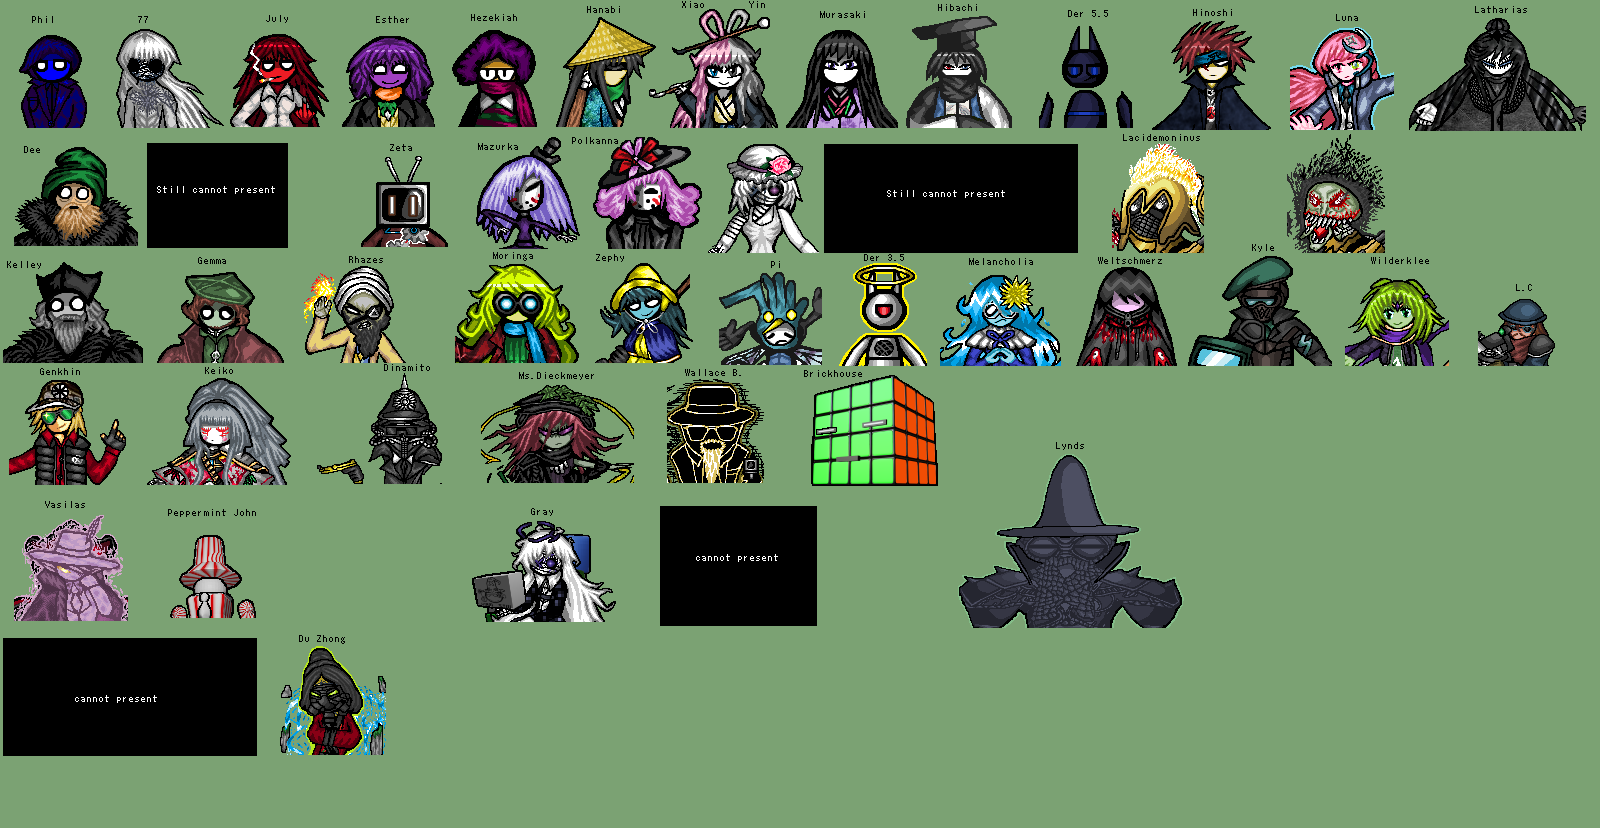 Phil
77
July
Esther
Hezekiah
Hanabi
Xiao
Yin
Murasaki
Hibachi
Der 5.5
Hinoshi
Luna
Latharias
Dee
Still cannot present
Zeta
Mazurka
Polkanna
Still cannot present
Lacidemoninus
Kelley
Gemma
Rhazes
Moringa
Zephy
Pi
Der 3.5
Melancholia
Weltschmerz
Kyle
Wilderklee
L.C
Genkhin
Keiko
Dinamito
Ms.Dieckmeyer
Wallace B.
Brickhouse
Lynds
Vasilas
Peppermint John
Gray
cannot present
cannot present
Du Zhong